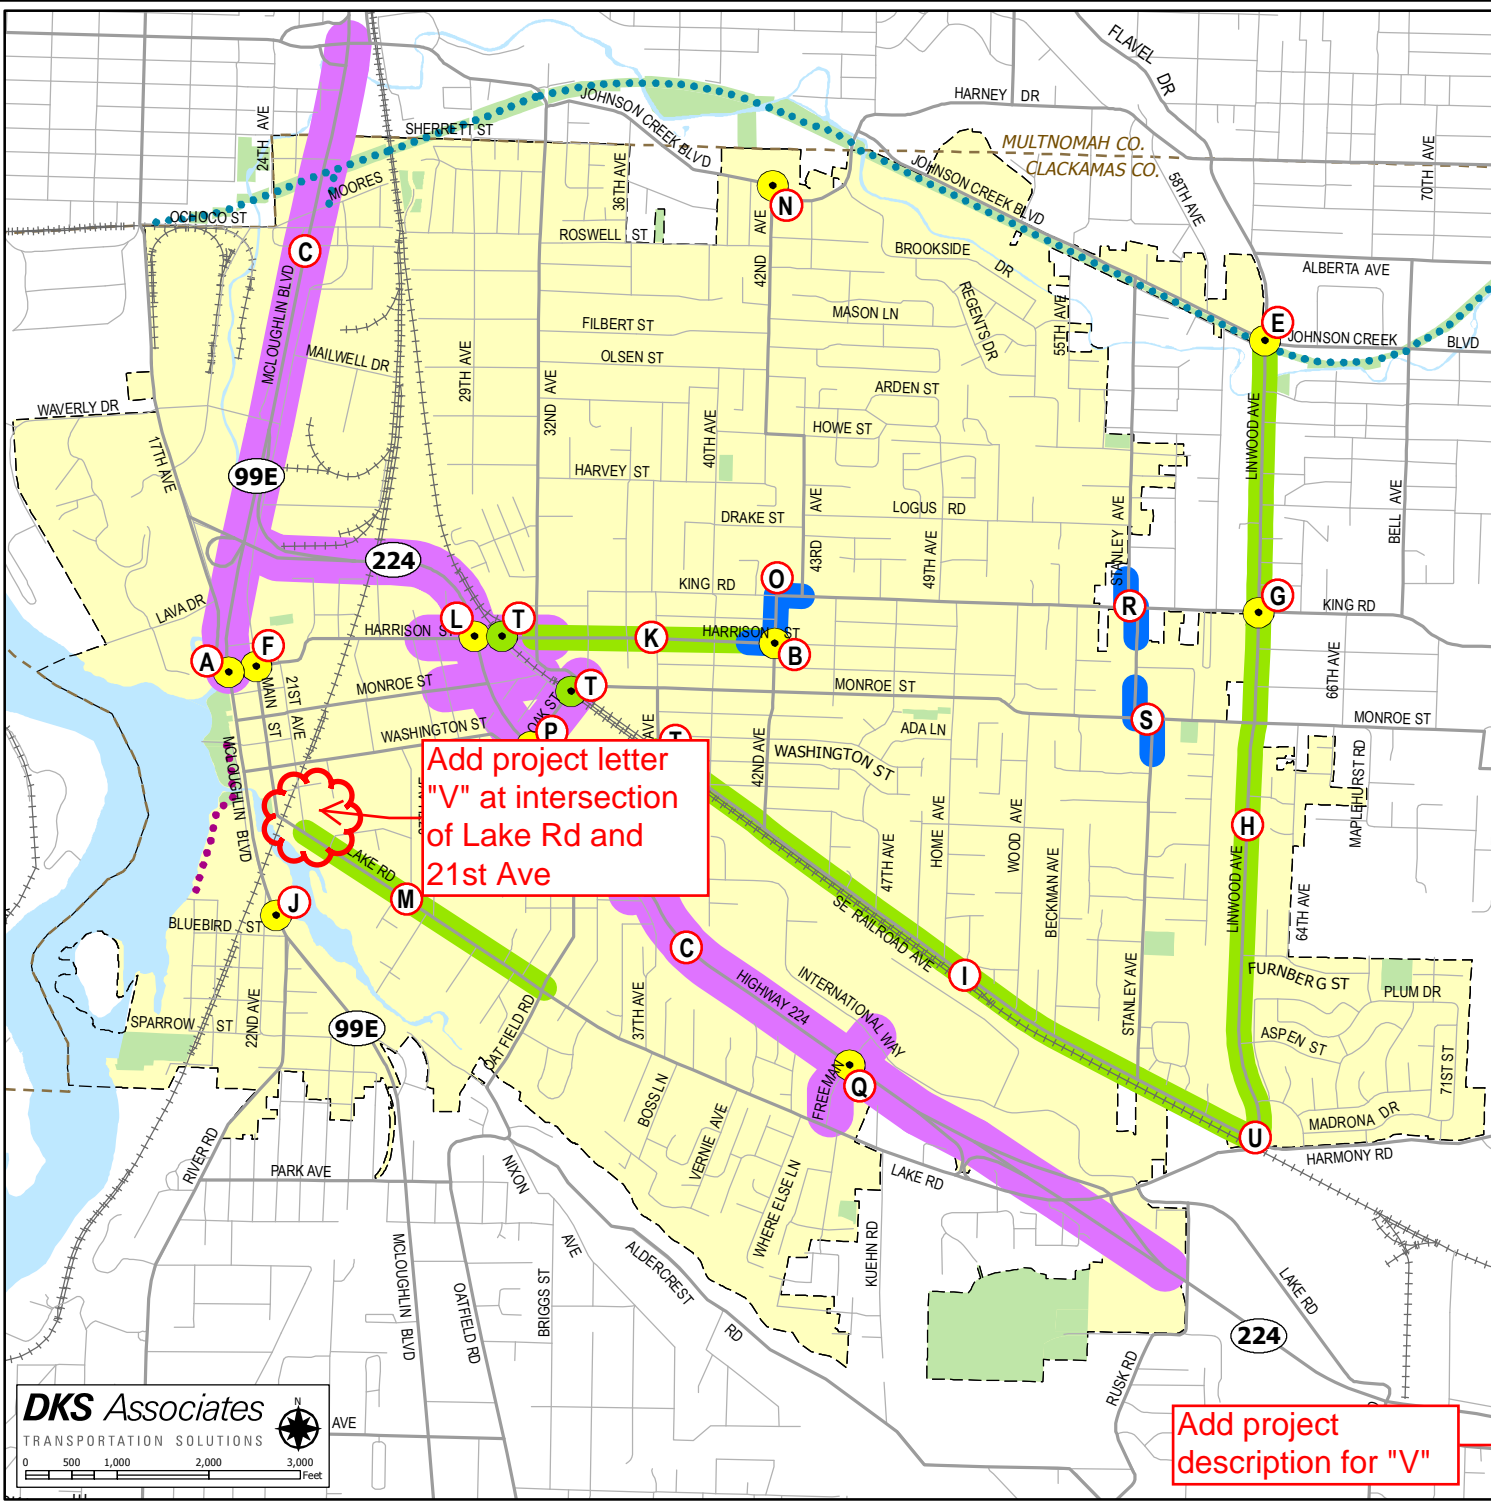 FLAVEL DR
HARNEY DR
JOHNSON CREEK BLVD
SHERRETT ST
24TH AVE
MULTNOMAH CO.
CLACKAMAS CO.
70TH AVE
58TH AVE
36TH AVE
MOORES
OCHOCO ST
JOHNSON CREEK BLVD
N
42ND AVE
ROSWELL ST
C
BROOKSIDE DR
ALBERTA AVE
MCLOUGHLIN BLVD
REGENTS DR
55TH AVE
MASON LN
FILBERT ST
E
JOHNSON CREEK BLVD
OLSEN ST
MAILWELL DR
29TH AVE
32ND AVE
ARDEN ST
WAVERLY DR
40TH AVE
HOWE ST
LINWOOD AVE
17TH AVE
99E
HARVEY ST
43RD AVE
LOGUS RD
DRAKE ST
STANLEY AVE
BELL AVE
224
49TH AVE
O
KING RD
R
G
KING RD
LAVA DR
L
T
HARRISON ST
K
HARRISON ST
B
A
F
66TH AVE
MONROE ST
T
MONROE ST
MAIN ST
21ST AVE
OAK ST
S
MONROE ST
WASHINGTON ST
P
AVE
T
42ND AVE
ADA LN
WASHINGTON ST
MCLOUGHLIN BLVD
Add project letter
"V" at intersection
of Lake Rd and
21st Ave
MAPLEHURST RD
HOME AVE
WOOD AVE
H
47TH AVE
LAKE RD
M
BECKMAN AVE
LINWOOD AVE
64TH AVE
J
BLUEBIRD ST
SE RAILROAD AVE
C
I
FURNBERG ST
PLUM DR
HIGHWAY 224
INTERNATIONAL WAY
STANLEY AVE
22ND AVE
37TH AVE
SPARROW ST
99E
OATFIELD RD
ASPEN ST
71ST ST
FREEMAN
Q
BOSS LN
VERNIE AVE
MADRONA DR
U
HARMONY RD
RIVER RD
PARK AVE
NIXON AVE
LAKE RD
WHERE ELSE LN
KUEHN RD
MCLOUGHLIN BLVD
OATFIELD RD
BRIGGS ST
ALDERCREST RD
LAKE RD
224
RUSK RD
DKS Associates
TRANSPORTATION SOLUTIONS
N
0 500 1,000 2,000 3,000
Feet
AVE
Add project
description for "V"